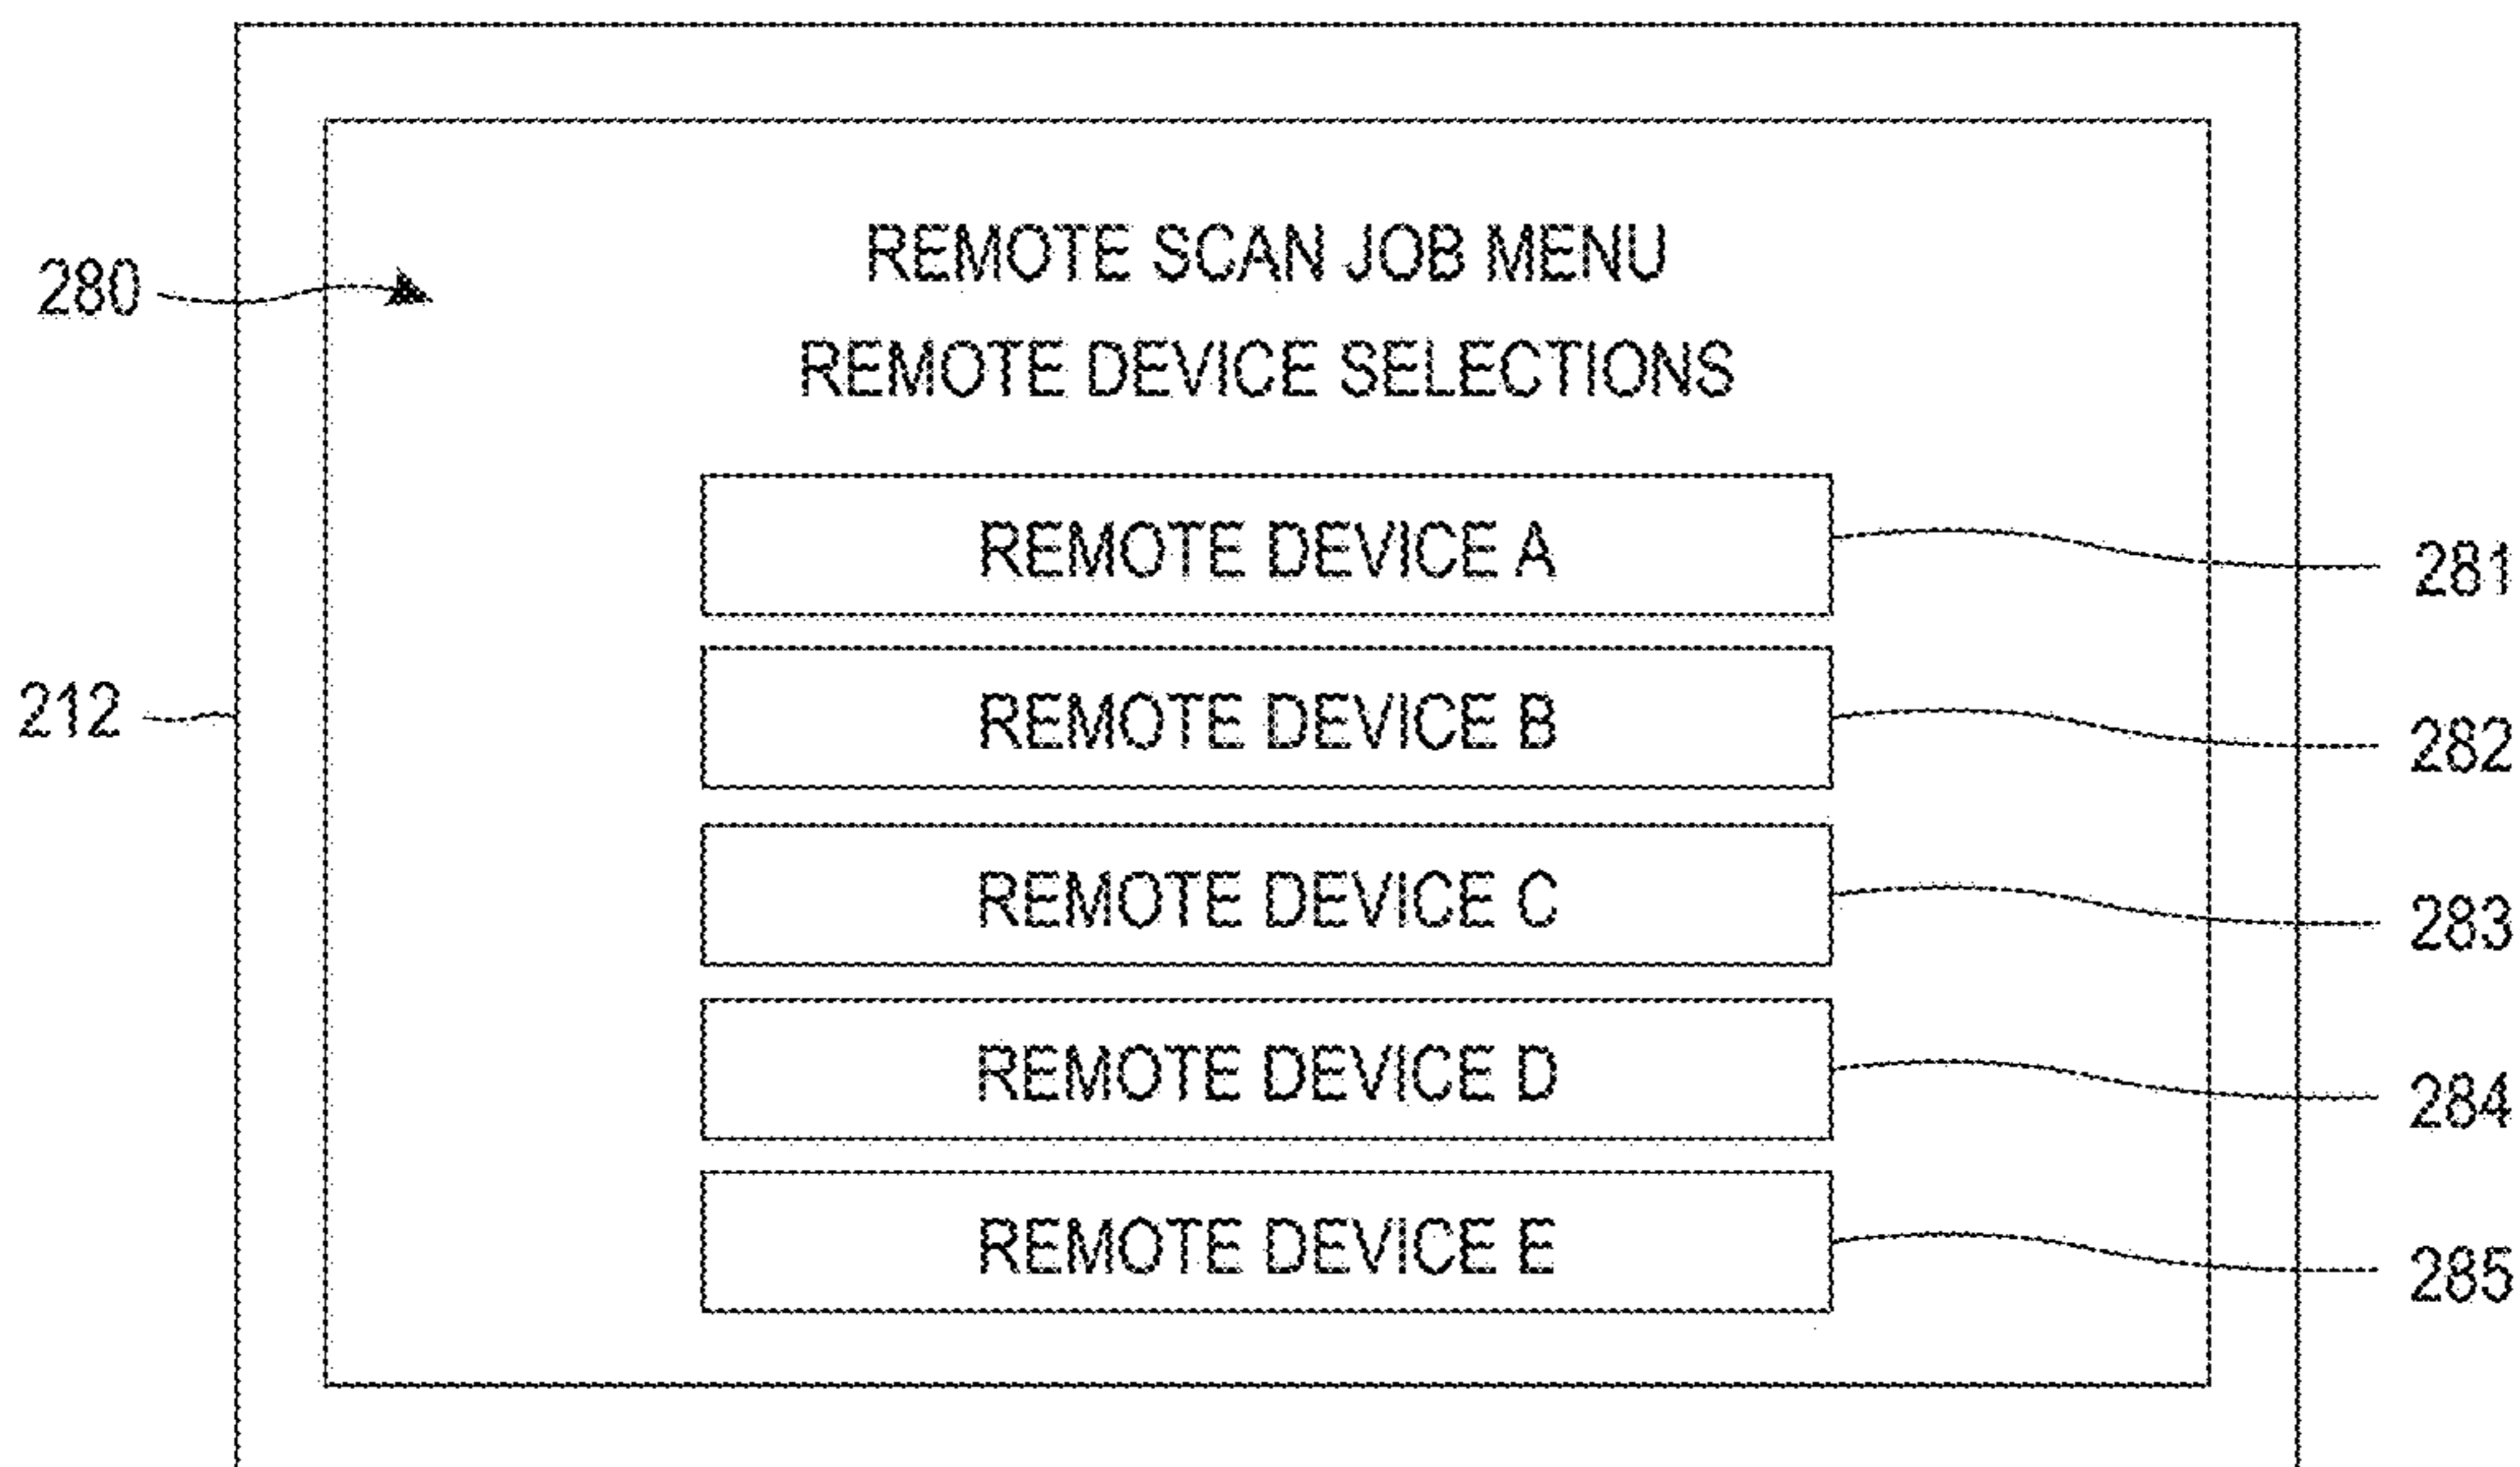 REMOTE SCAN JOB MENU
280
REMOTE DEVICE SELECTIONS
REMOTE DEVICE A
281
212
REMOTE DEVICE B
282
REMOTE DEVICE C
283
REMOTE DEVICE D
284
REMOTE DEVICE E
285